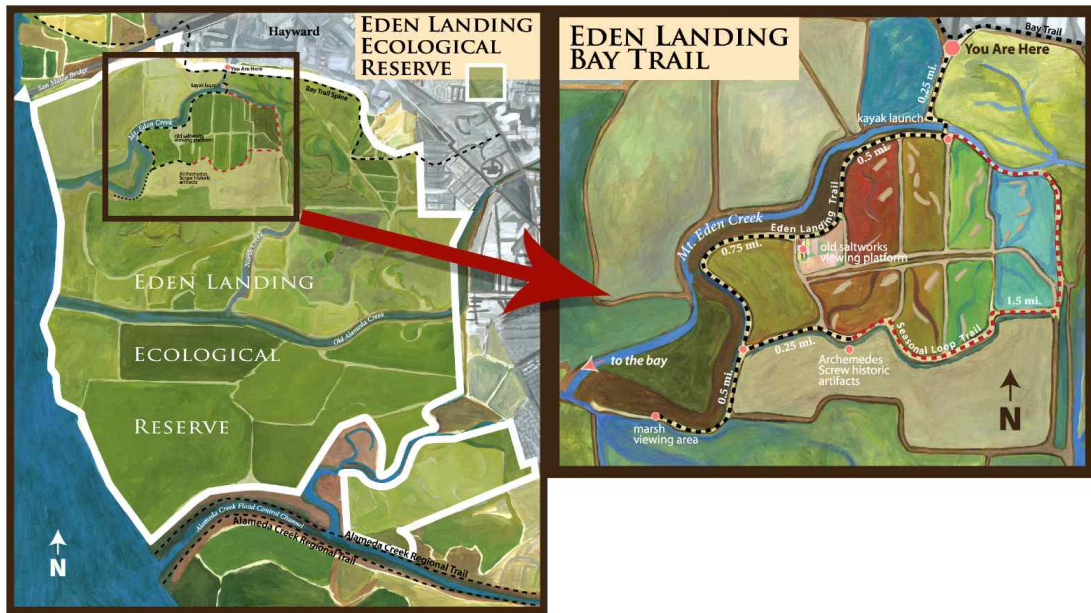 EDEN LANDING
ECOLOGICAL
RESERVE
Hayward
San Mateo Bridge
You Are Here
kayak launch
Bay Trail Spine
Mt. Eden Creek
old saltworks
viewing platform
Archemedes
Screw historic
artifacts
North Creek
EDEN LANDING
Old Alameda Creek
ECOLOGICAL
RESERVE
Alameda Creek Flood Control Channel
Alameda Creek Regional Trail
Alameda Creek Regional Trail
N
EDEN LANDING
BAY TRAIL
Bay Trail
You Are Here
0.25 mi.
kayak launch
0.5 mi.
Mt. Eden Creek
Eden Landing Trail
0.75 mi.
old saltworks
viewing platform
1.5 mi.
Seasonal Loop Trail
0.25 mi.
to the bay
Archemedes
Screw historic
artifacts
0.5 mi.
marsh
viewing area
N